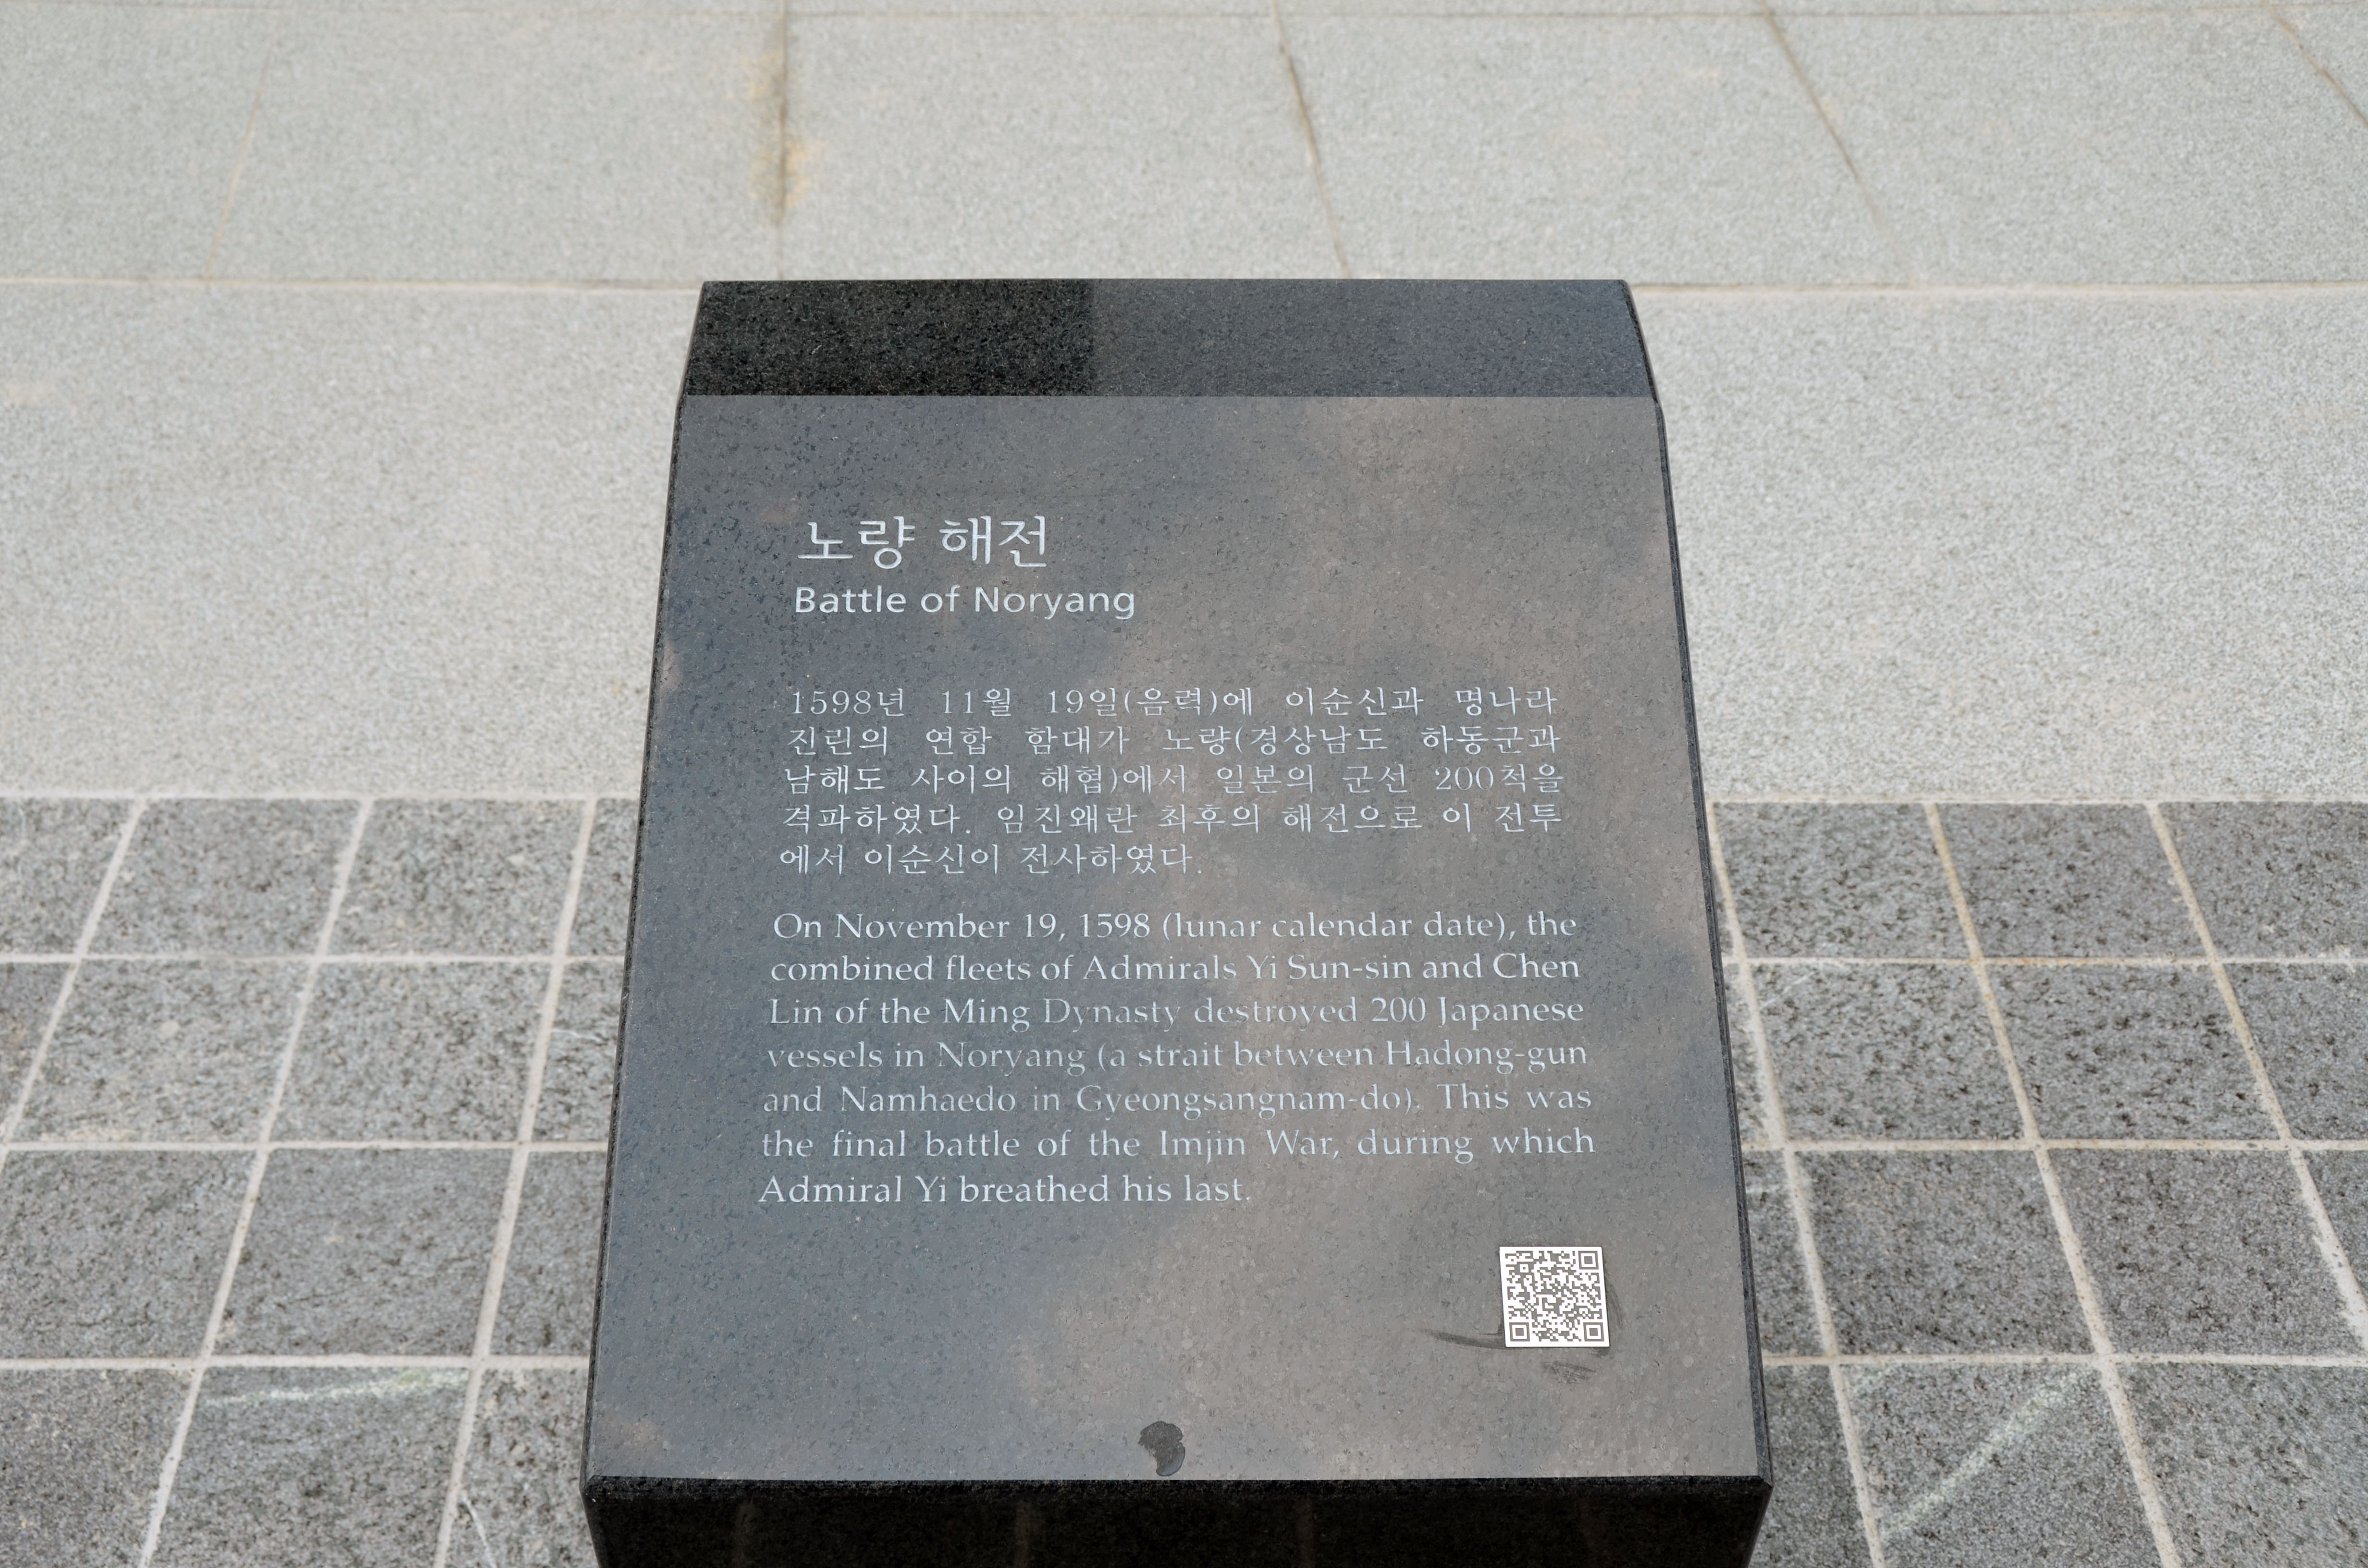 노량 해전
Battle of Noryang
1598년 11월 19일(음력)에 이순신과 명나라
진린의 연합 함대가 노량(경상남도 하동군과
남해도 사이의 해협)에서 일본의 군선 200척을
격파하였다. 임진왜란 최후의 해전으로 이 전투
에서 이순신이 전사하였다.
On November 19, 1598 (lunar calendar date), the
combined fleets of Admirals Yi Sun-sin and Chen
Lin of the Ming Dynasty destroyed 200 Japanese
vessels in Noryang (a strait between Hadong-gun
and Namhaedo in Gyeongsangnam-do). This was
the final battle of the Imjin War, during which
Admiral Yi breathed his last.